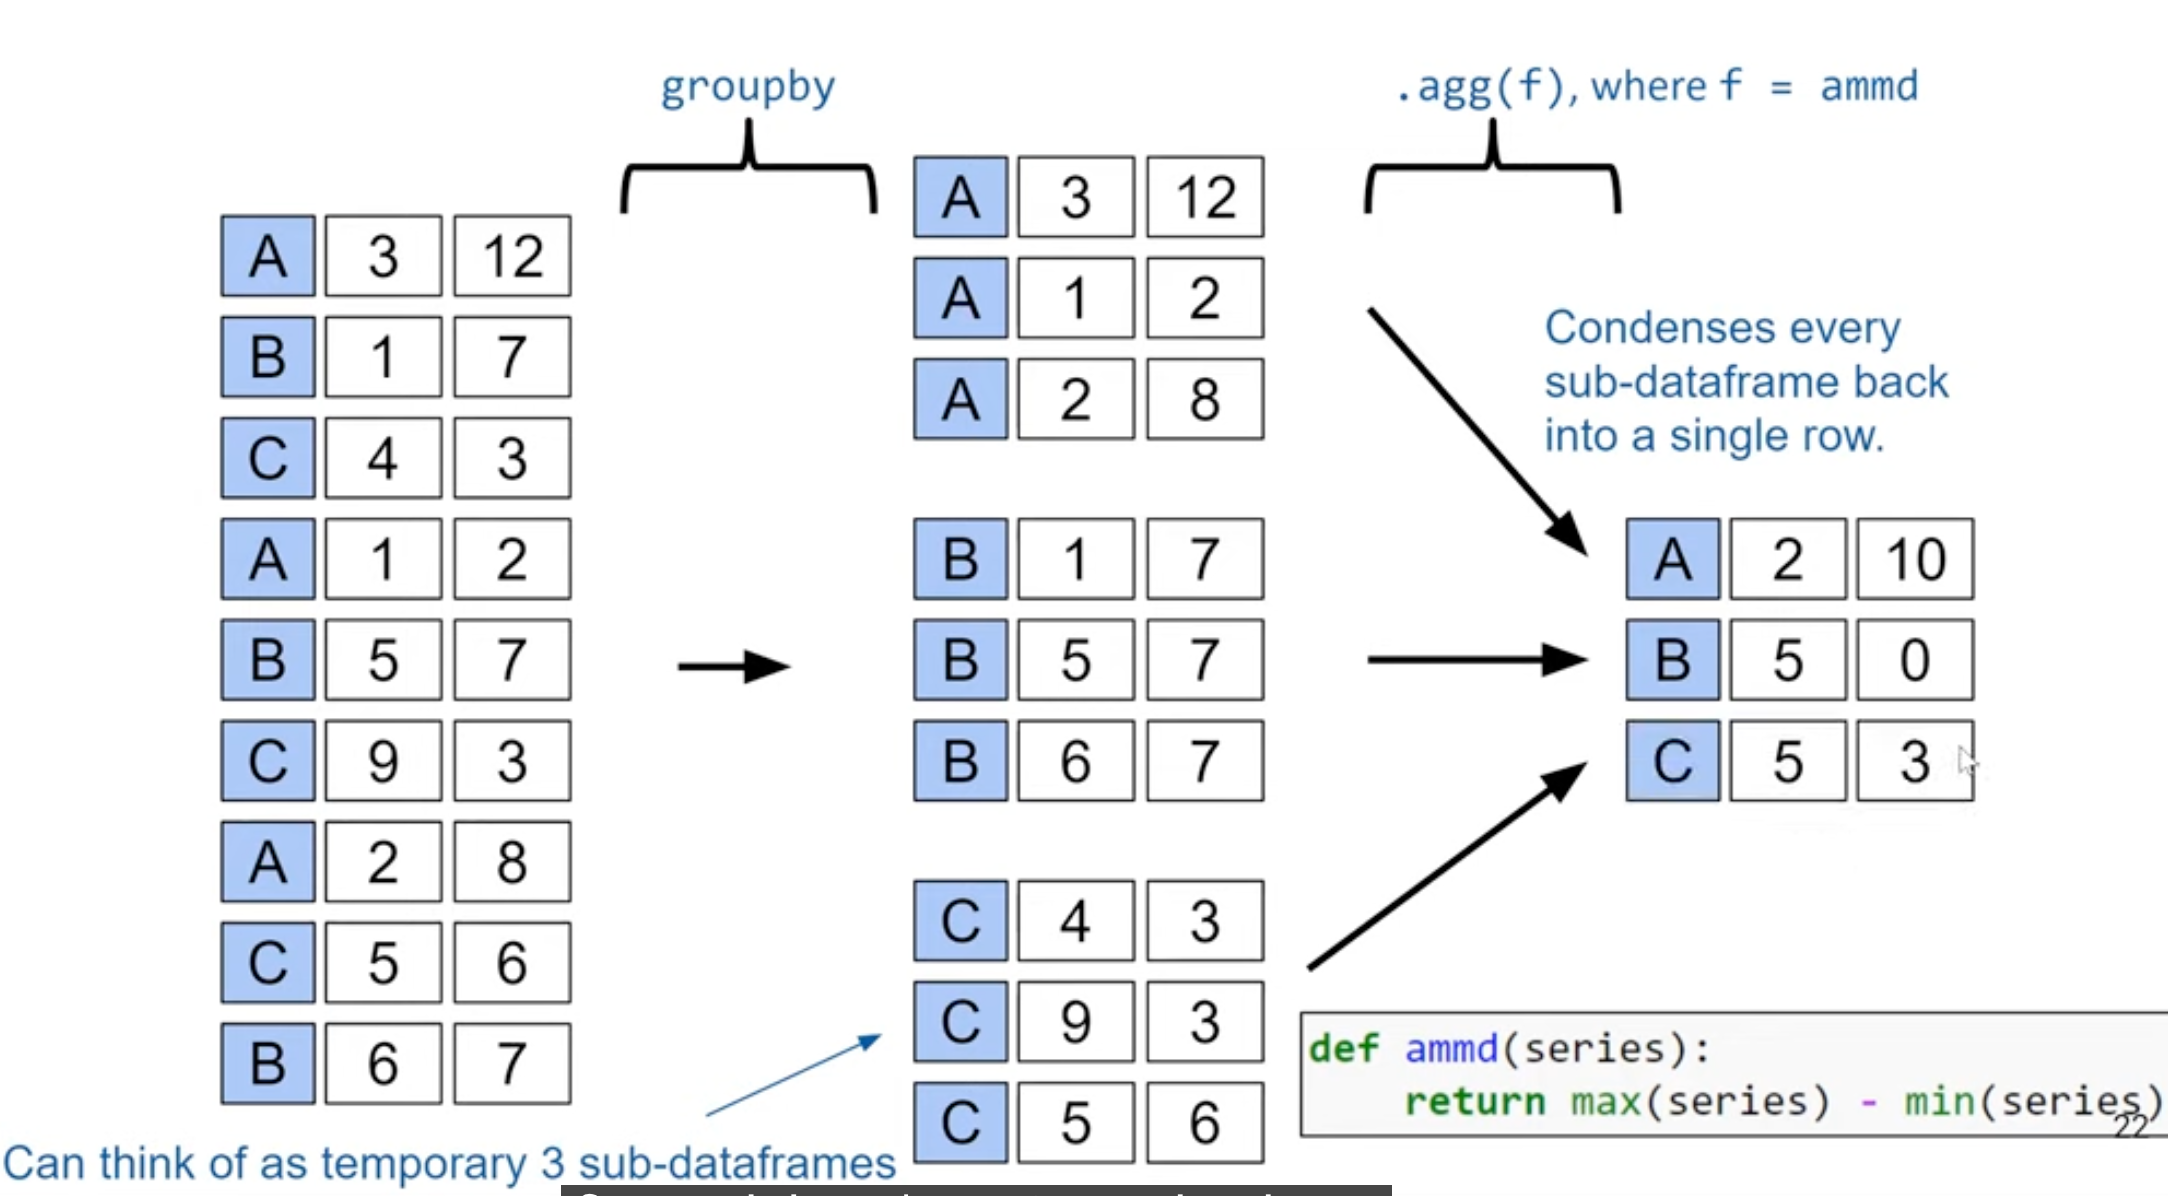 groupby
.agg(f), where f = ammd
A 3 12
B 1 7
C 4 3
A 1 2
B 5 7
C 9 3
A 2 8
C 5 6
B 6 7
Can think of as temporary 3 sub-dataframes
A 3 12
A 1 2
A 2 8
B 1 7
B 5 7
B 6 7
C 4 3
C 9 3
C 5 6
Condenses every
sub-dataframe back
into a single row.
A 2 10
B 5 0
C 5 3
def ammd(series):
    return max(series) - min(series)
22